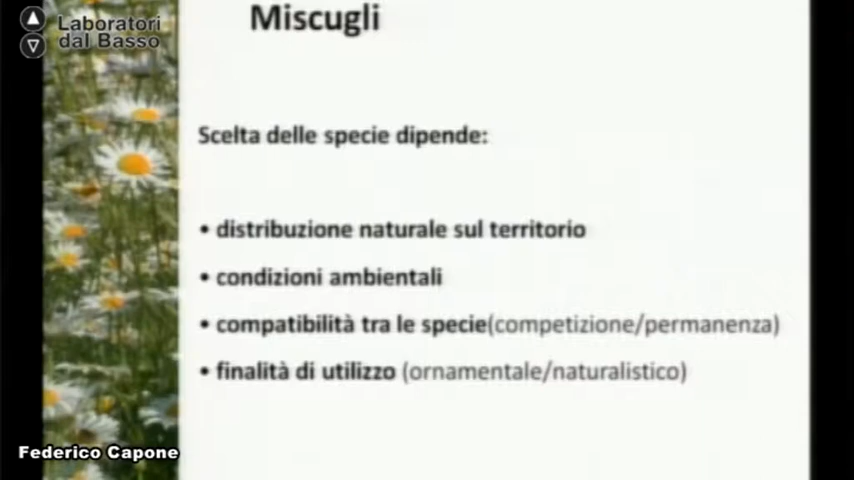 Laboratori
dal Basso
Miscugli
Scelta delle specie dipende:
• distribuzione naturale sul territorio
• condizioni ambientali
• compatibilità tra le specie(competizione/permanenza)
• finalità di utilizzo (ornamentale/naturalistico)
Federico Capone